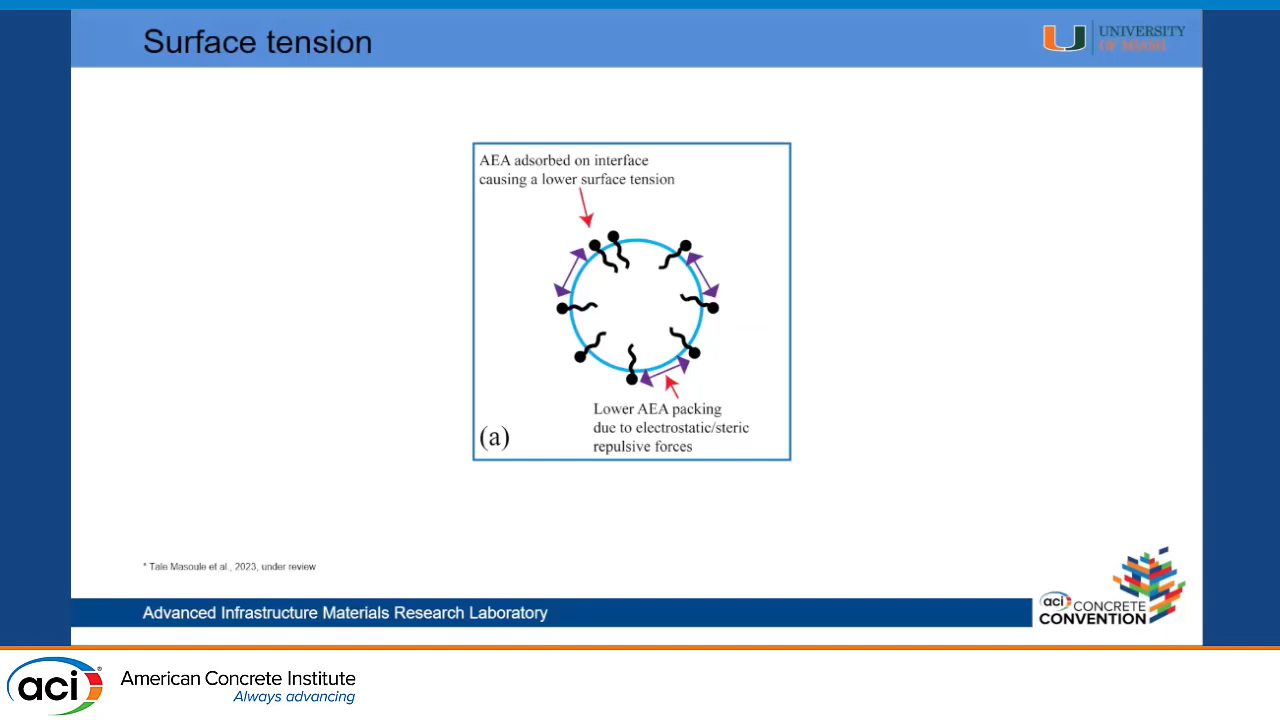 Surface tension
UNIVERSITY
OF MIAMI
AEA adsorbed on interface
causing a lower surface tension
Lower AEA packing
due to electrostatic/steric
repulsive forces
(a)
* Tale Masoule et al., 2023, under review
Advanced Infrastructure Materials Research Laboratory
aci CONCRETE
CONVENTION
aci®
American Concrete Institute
Always advancing